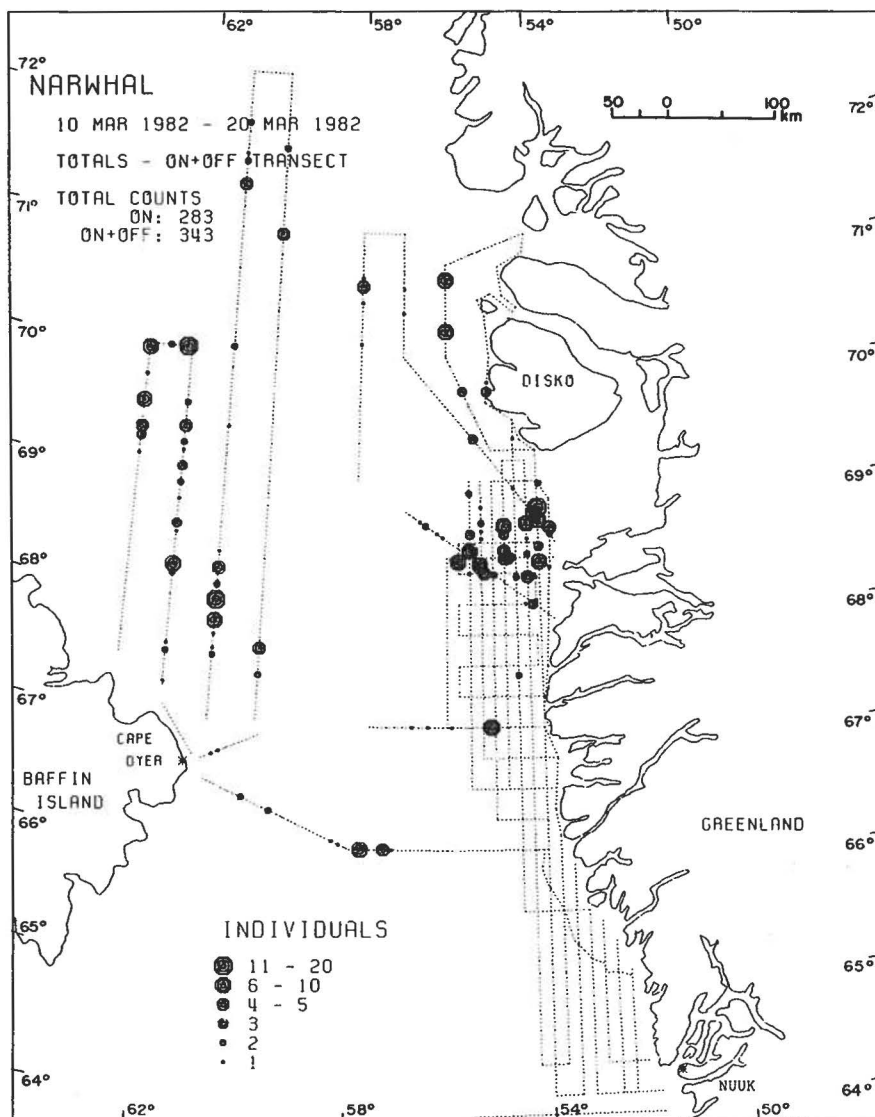 62° 58° 54° 50°
72° 72°
NARWHAL
50 0 100
km
10 MAR 1982 - 20 MAR 1982
TOTALS - ON+OFF TRANSECT
TOTAL COUNTS
ON: 283
ON+OFF: 343
71° 71°
70° 70°
DISKO
69° 69°
68° 68°
67° 67°
CAPE
DYER
BAFFIN
ISLAND
66° 66°
GREENLAND
INDIVIDUALS
65° 65°
11 - 20
6 - 10
4 - 5
3
2
1
64° 64°
NUUK
62° 58° 54° 50°